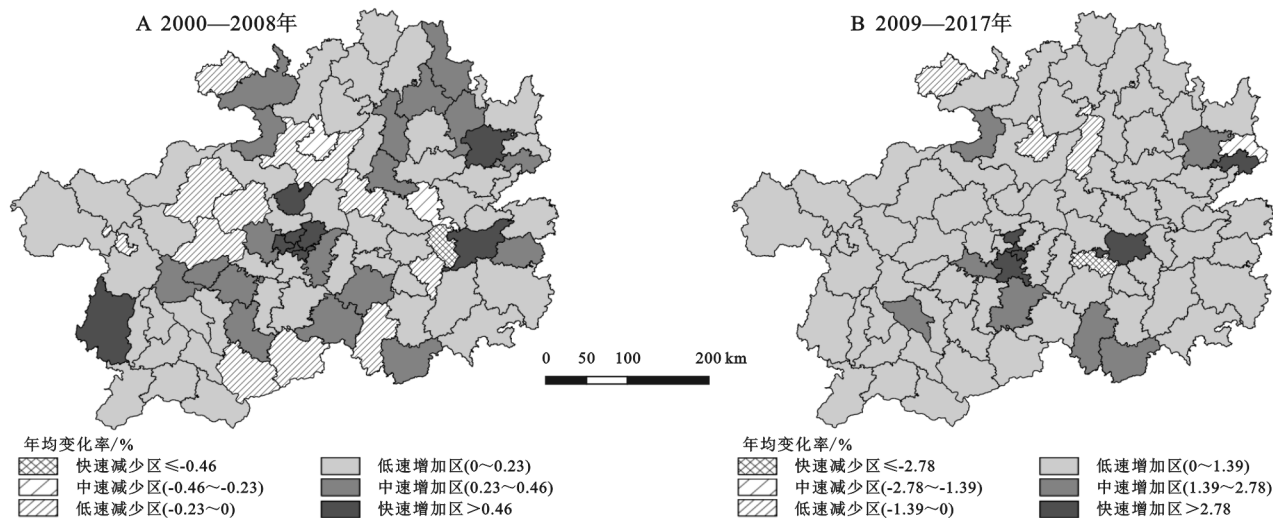 A 2000—2008年
B 2009—2017年
0 50 100 200 km
年均变化率/%
快速减少区≤-0.46
中速减少区(-0.46~-0.23)
低速减少区(-0.23~0)
低速增加区(0~0.23)
中速增加区(0.23~0.46)
快速增加区>0.46
年均变化率/%
快速减少区≤-2.78
中速减少区(-2.78~-1.39)
低速减少区(-1.39~0)
低速增加区(0~1.39)
中速增加区(1.39~2.78)
快速增加区>2.78